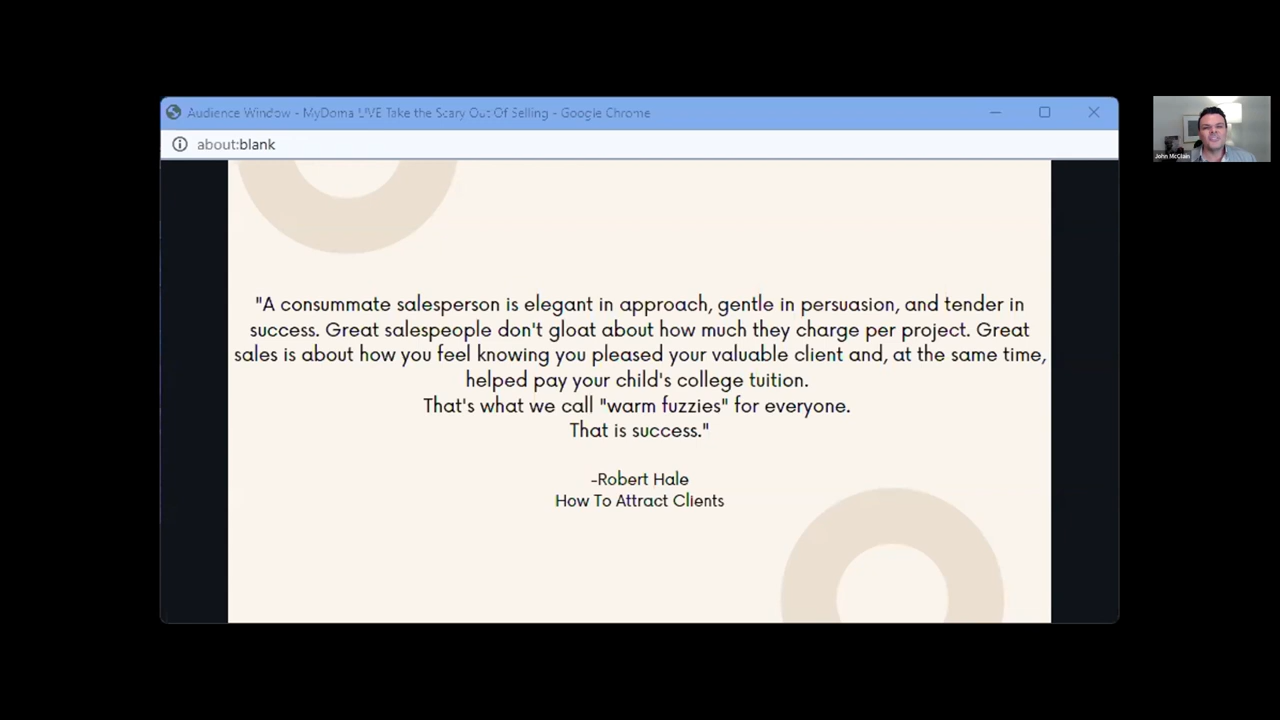 Audience Window - MyDoma LIVE Take the Scary Out Of Selling - Google Chrome
about:blank
John McClain
"A consummate salesperson is elegant in approach, gentle in persuasion, and tender in
success. Great salespeople don't gloat about how much they charge per project. Great
sales is about how you feel knowing you pleased your valuable client and, at the same time,
helped pay your child's college tuition.
That's what we call "warm fuzzies" for everyone.
That is success."
-Robert Hale
How To Attract Clients